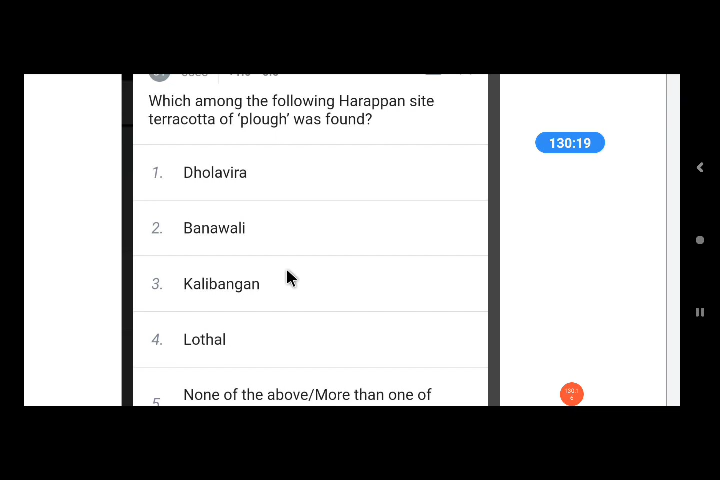 Which among the following Harappan site
terracotta of ‘plough’ was found?
130:19
1. Dholavira
2. Banawali
3. Kalibangan
4. Lothal
5. None of the above/More than one of